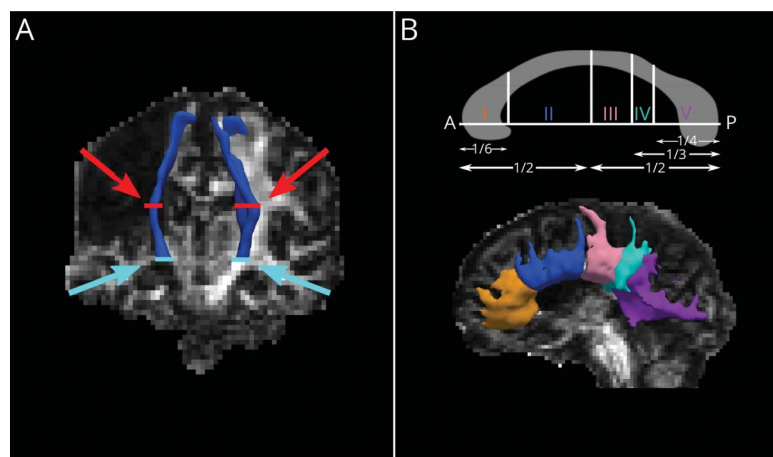 A
B
I II III IV V
A P
1/4
1/6 1/3
1/2 1/2